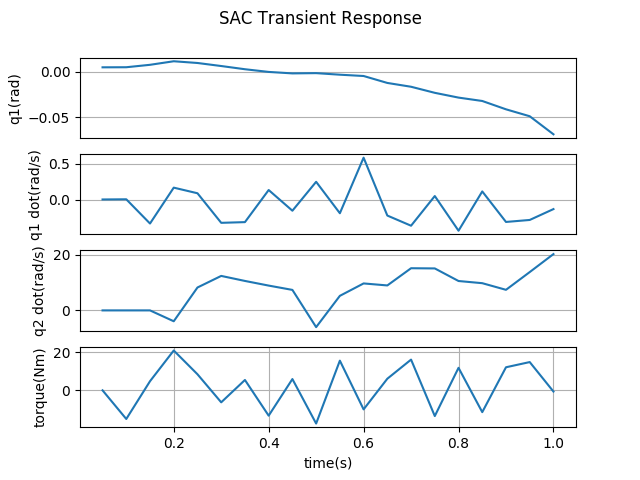 SAC Transient Response
0.00
−0.05
q1(rad)
0.5
0.0
q1 dot(rad/s)
20
0
q2 dot(rad/s)
20
0
torque(Nm)
0.2 0.4 0.6 0.8 1.0
time(s)